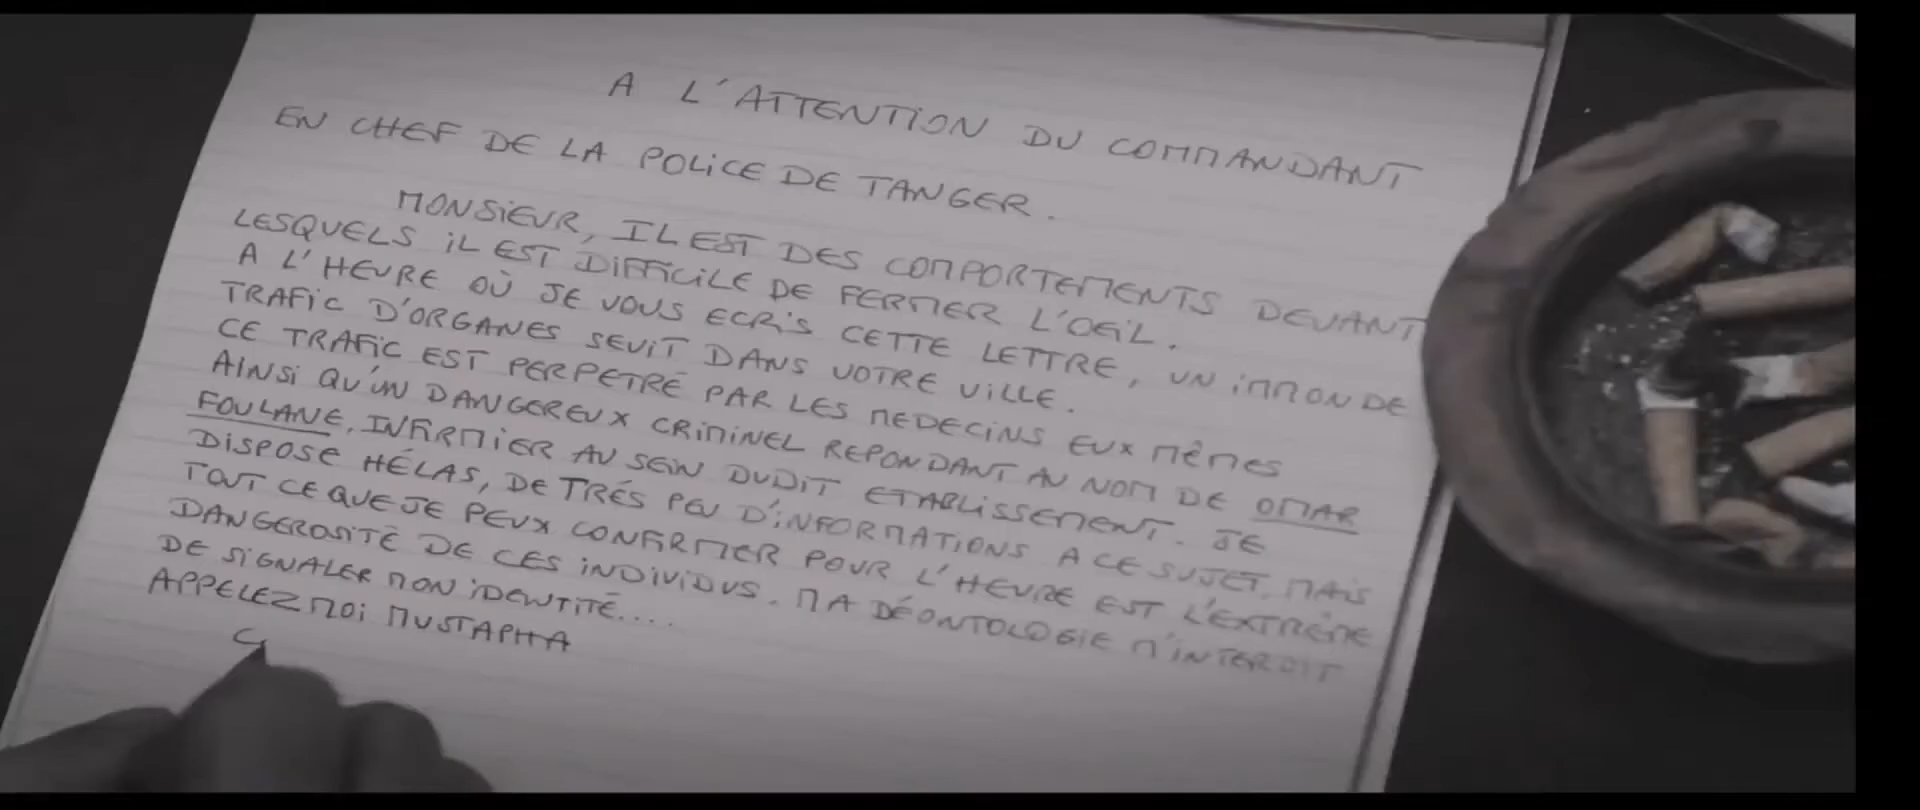 A L'ATTENTION DU COMMANDANT
EN CHEF DE LA POLICE DE TANGER.
MONSIEUR, IL EST DES COMPORTEMENTS DEVANT
LESQUELS IL EST DIFFICILE DE FERMER L'OEIL.
A L'HEURE OÙ JE VOUS ECRIS CETTE LETTRE, UN IMMONDE
TRAFIC D'ORGANES SEVIT DANS VOTRE VILLE.
CE TRAFIC EST PERPETRÉ PAR LES MEDECINS EUX MÊMES
AINSI QU'UN DANGEREUX CRIMINEL REPONDANT AU NOM DE OMAR
FOULANE, INFIRMIER AU SEIN DUDIT ETABLISSEMENT. JE
DISPOSE HÉLAS, DE TRÉS PEU D'INFORMATIONS A CE SUJET, MAIS
TOUT CE QUE JE PEUX CONFIRMER POUR L'HEURE EST L'EXTRÊME
DANGEROSITÉ DE CES INDIVIDUS. MA DÉONTOLOGIE M'INTERDIT
DE SIGNALER MON IDENTITÉ....
APPELEZ MOI MUSTAPHA